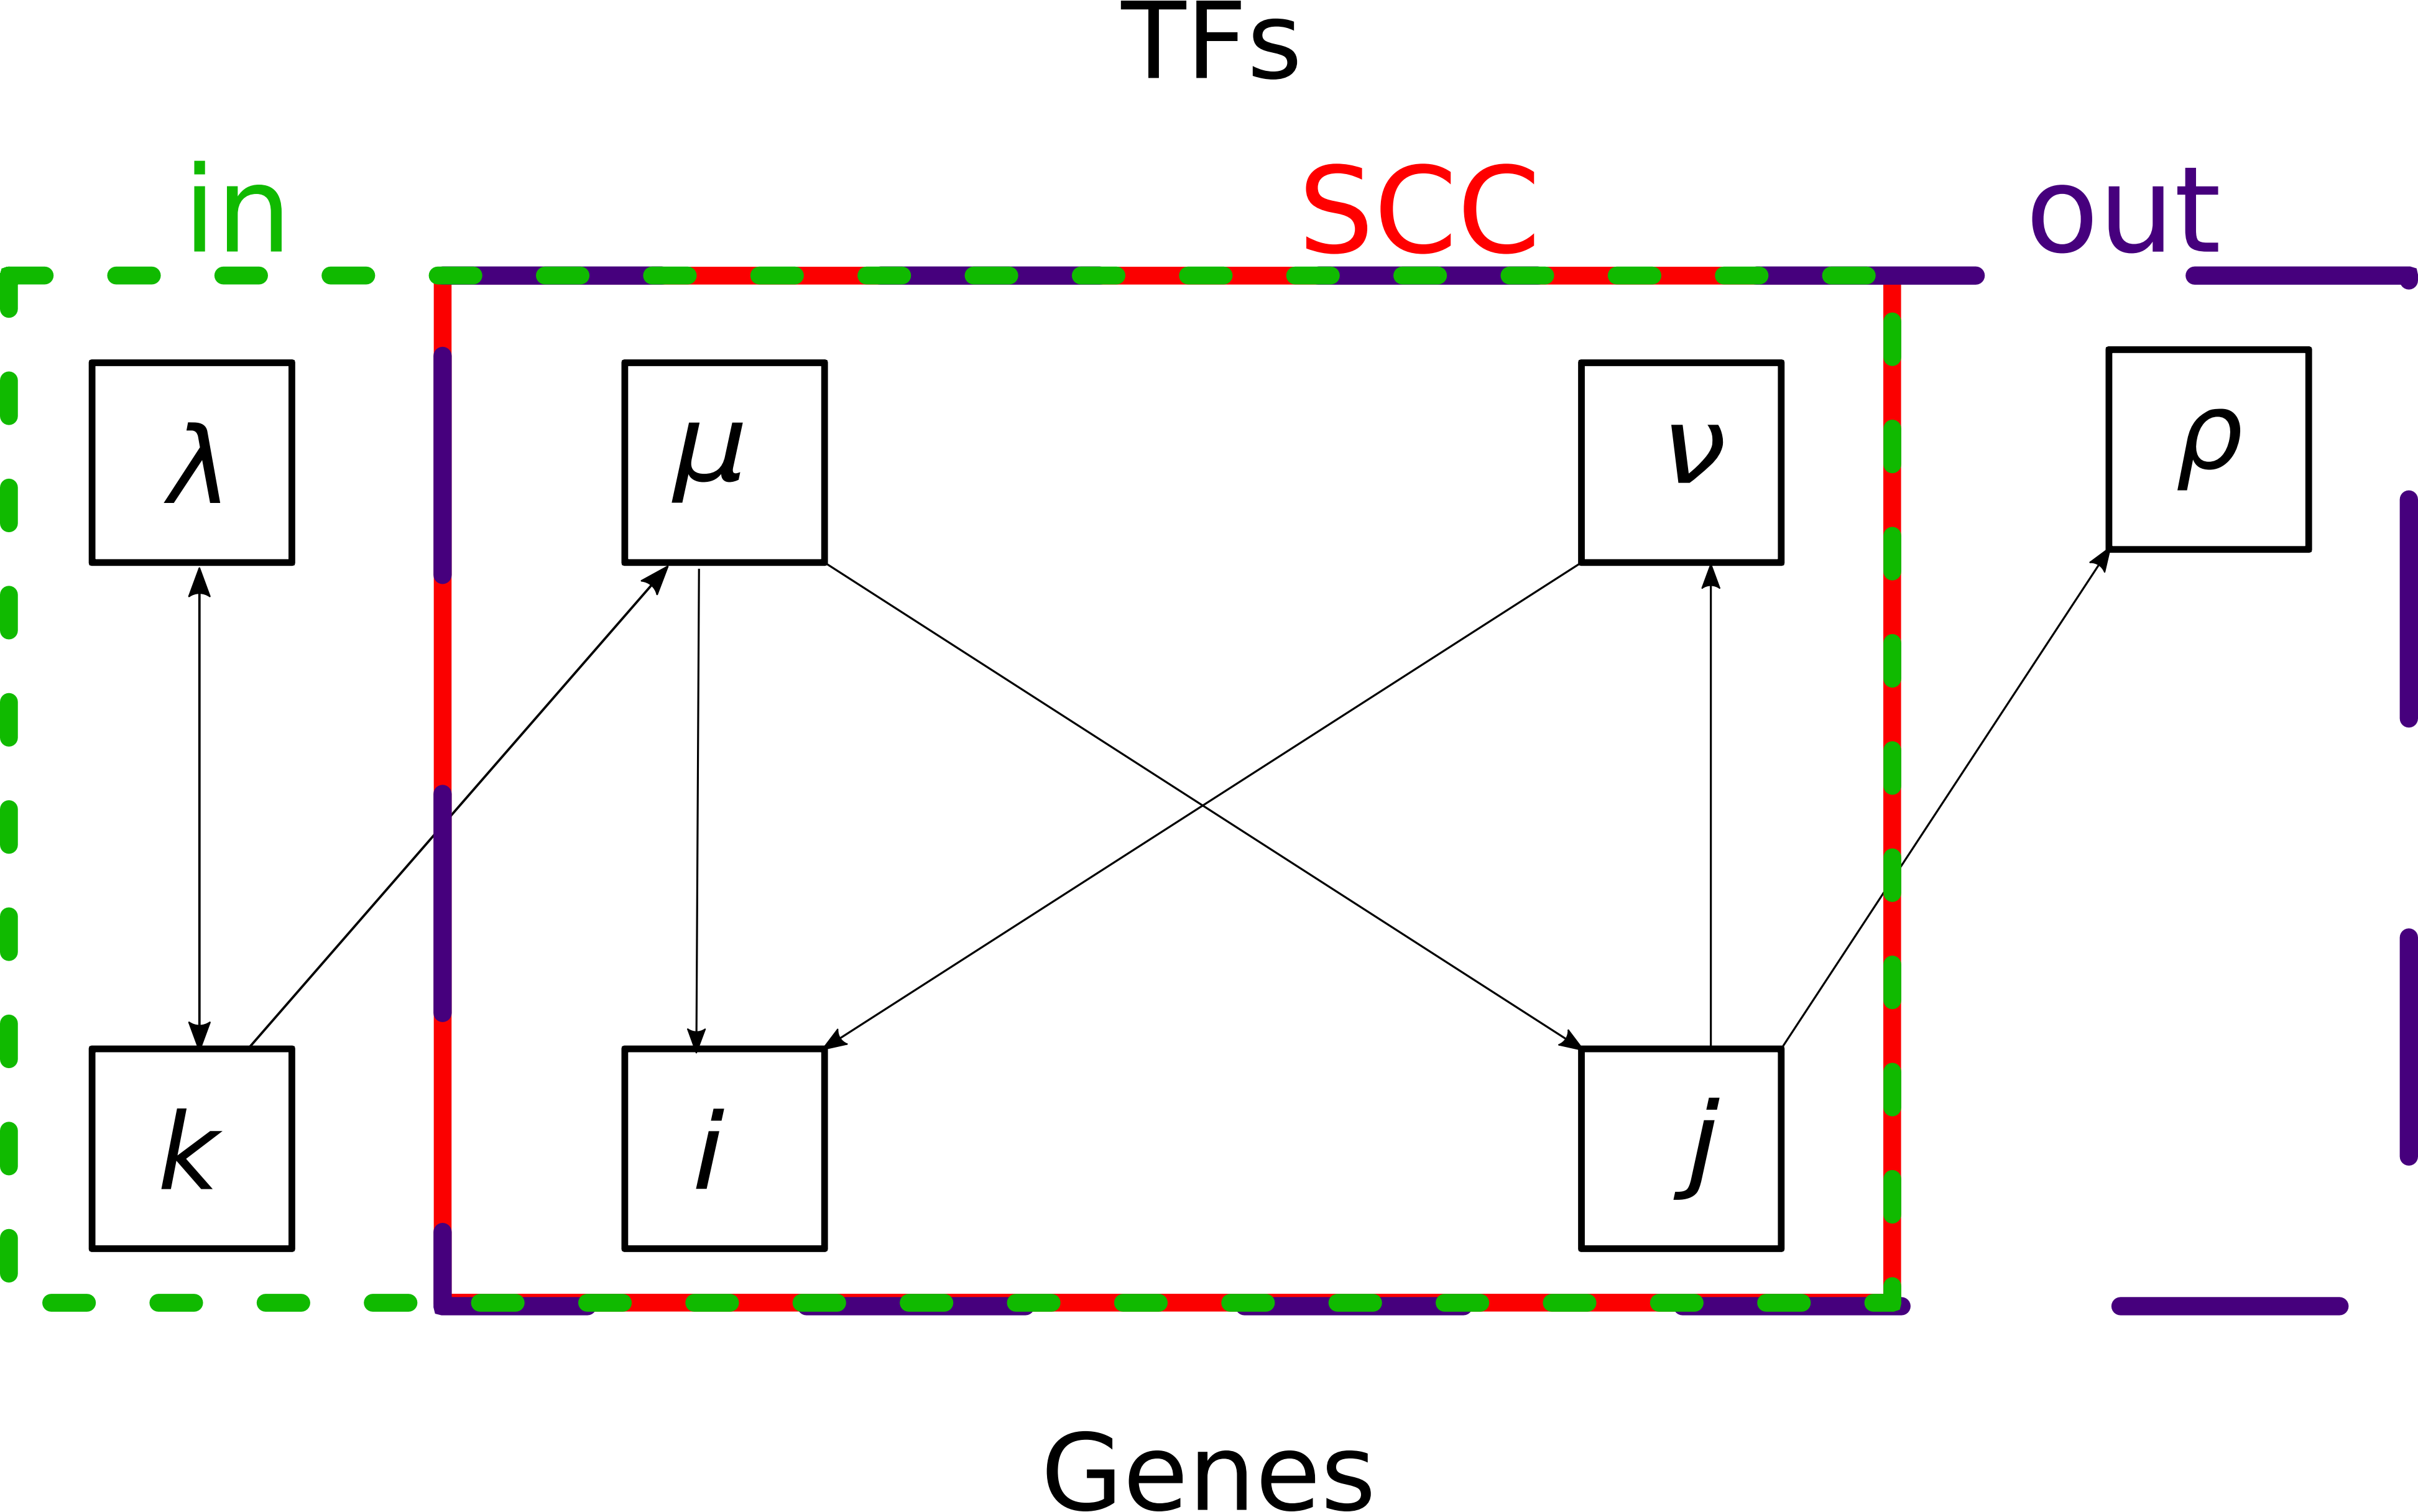 TFs
in SCC out
λ μ ν ρ
k i j
Genes